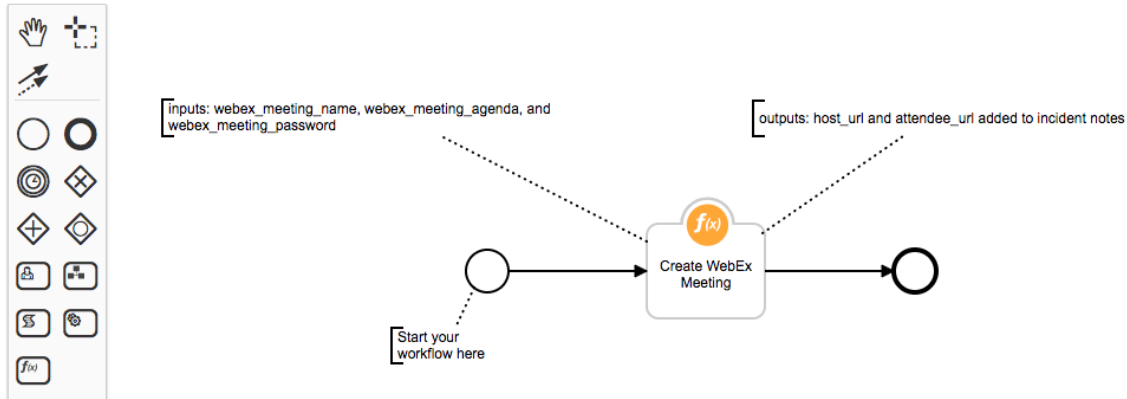 inputs: webex_meeting_name, webex_meeting_agenda, and
webex_meeting_password
outputs: host_url and attendee_url added to incident notes
f(x)
Create WebEx
Meeting
Start your
workflow here
f(x)